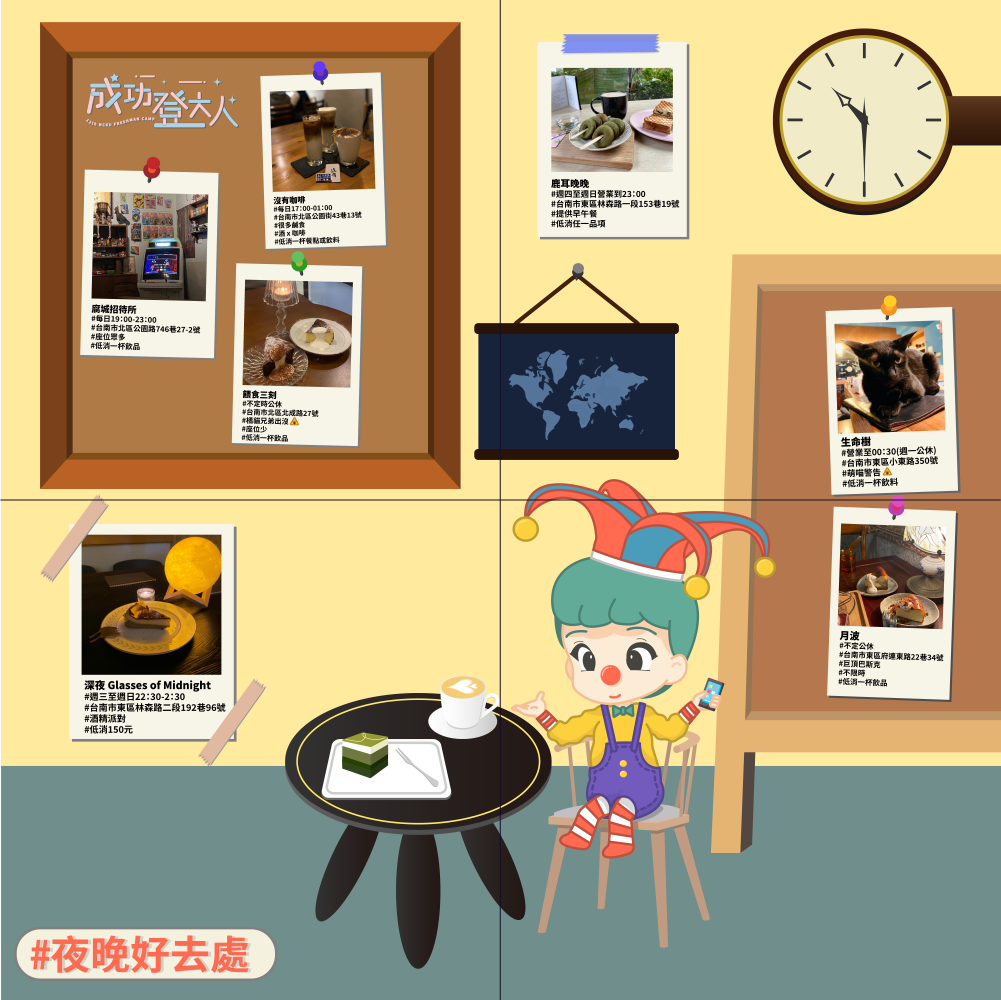 成功登大人
2023 NCKU FRESHMAN CAMP
沒有咖啡
#每日17:00-01:00
#台南市北區公園街43巷13號
#很多鹹食
#酒 x 咖啡
#低消一杯餐點或飲料
廢城招待所
#每日19:00-23:00
#台南市北區公園路746巷27-2號
#座位眾多
#低消一杯飲品
餵食三刻
#不定時公休
#台南市北區北成路27號
#橘貓兄弟出沒
#座位少
#低消一杯飲品
鹿耳晚晚
#週四至週日營業到23:00
#台南市東區林森路一段153巷19號
#提供早午餐
#低消任一品項
生命樹
#營業至00:30(週一公休)
#台南市東區小東路350號
#萌喵警告
#低消一杯飲料
月波
#不定公休
#台南市東區府連東路22巷34號
#巨頂巴斯克
#不限時
#低消一杯飲品
深夜 Glasses of Midnight
#週三至週日22:30-2:30
#台南市東區林森路二段192巷96號
#酒精派對
#低消150元
#夜晚好去處